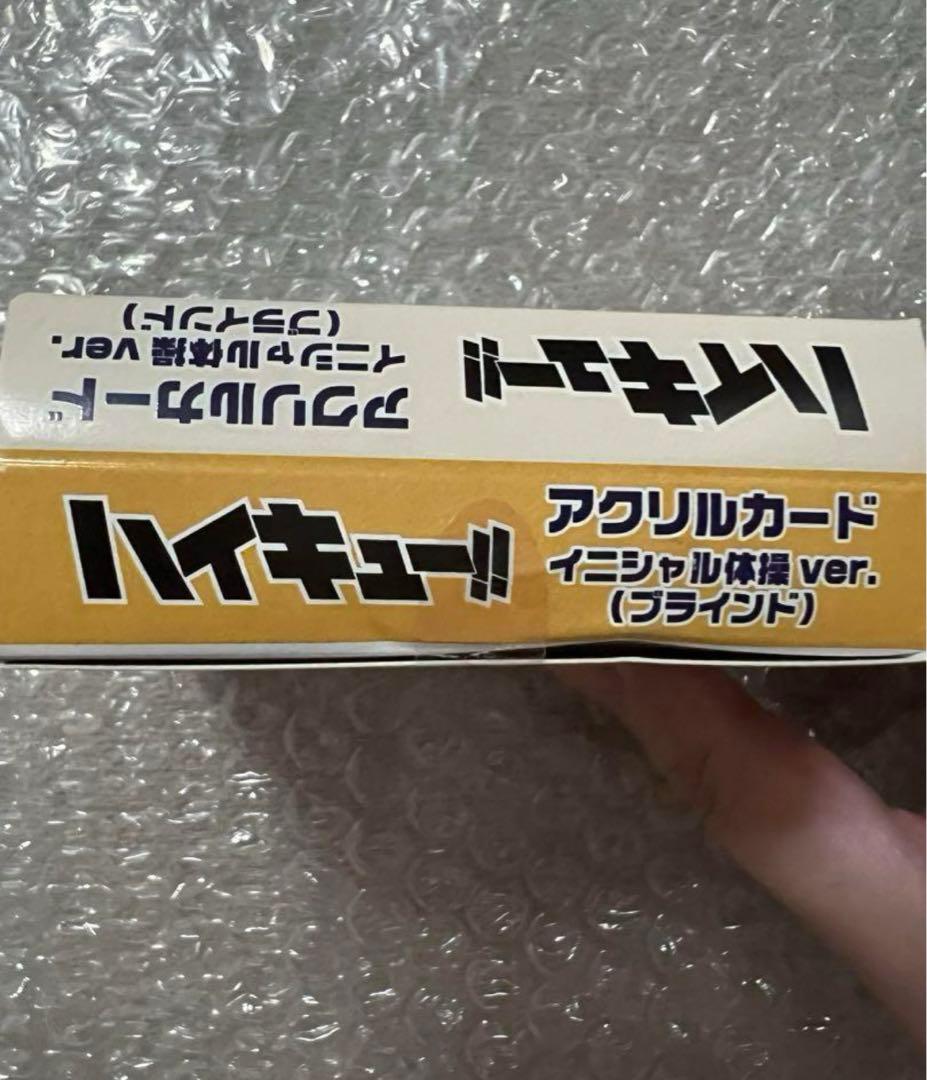 ハイキュー!!
アクリルカード
イニシャル体操 ver.
(ブラインド)
ハイキュー!!
アクリルカード
イニシャル体操 ver.
(ブラインド)